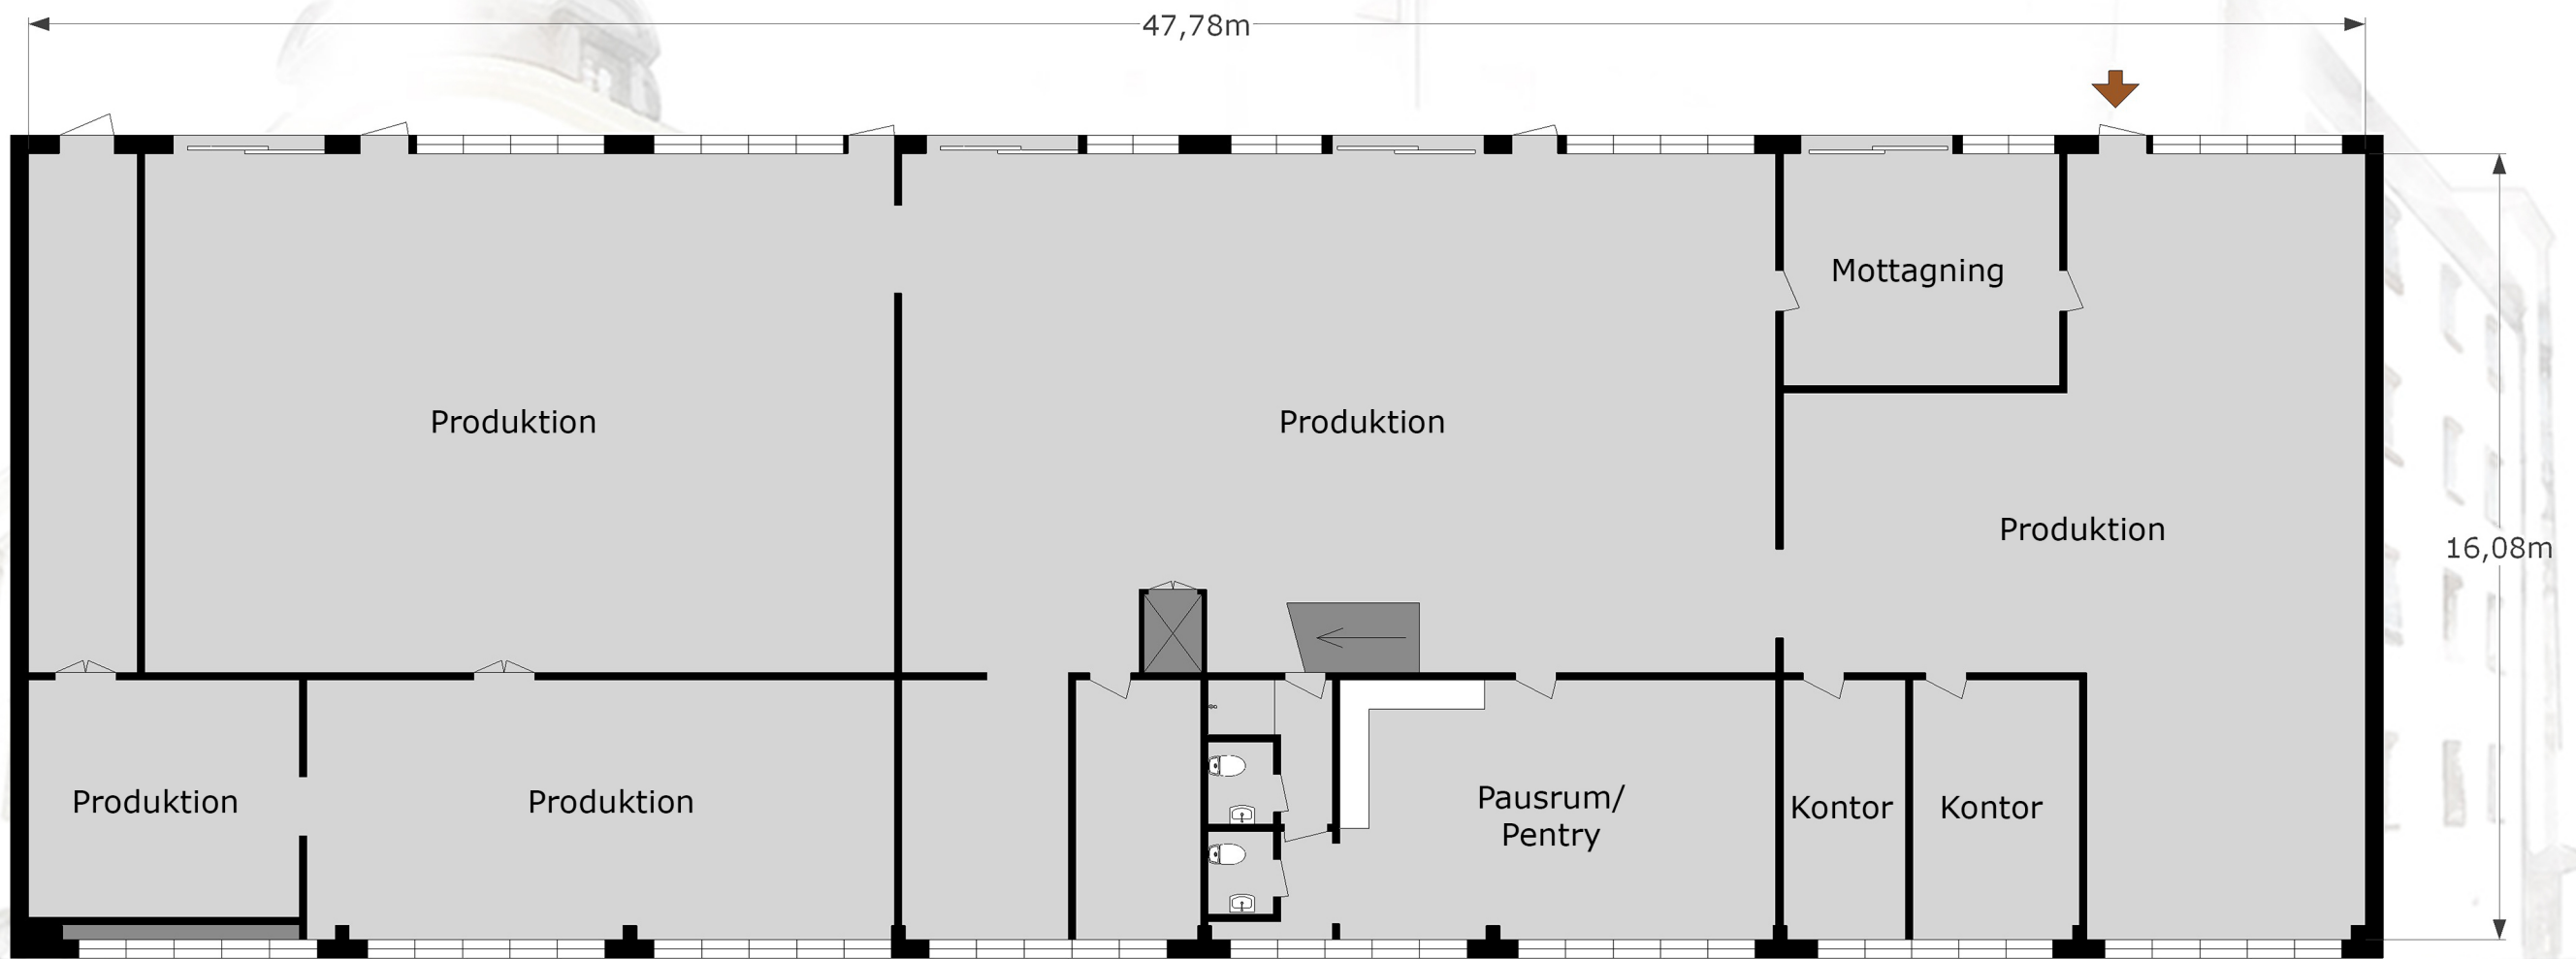 47,78m
Mottagning
Produktion
Produktion
Produktion
16,08m
Produktion
Produktion
Pausrum/
Pentry
Kontor
Kontor